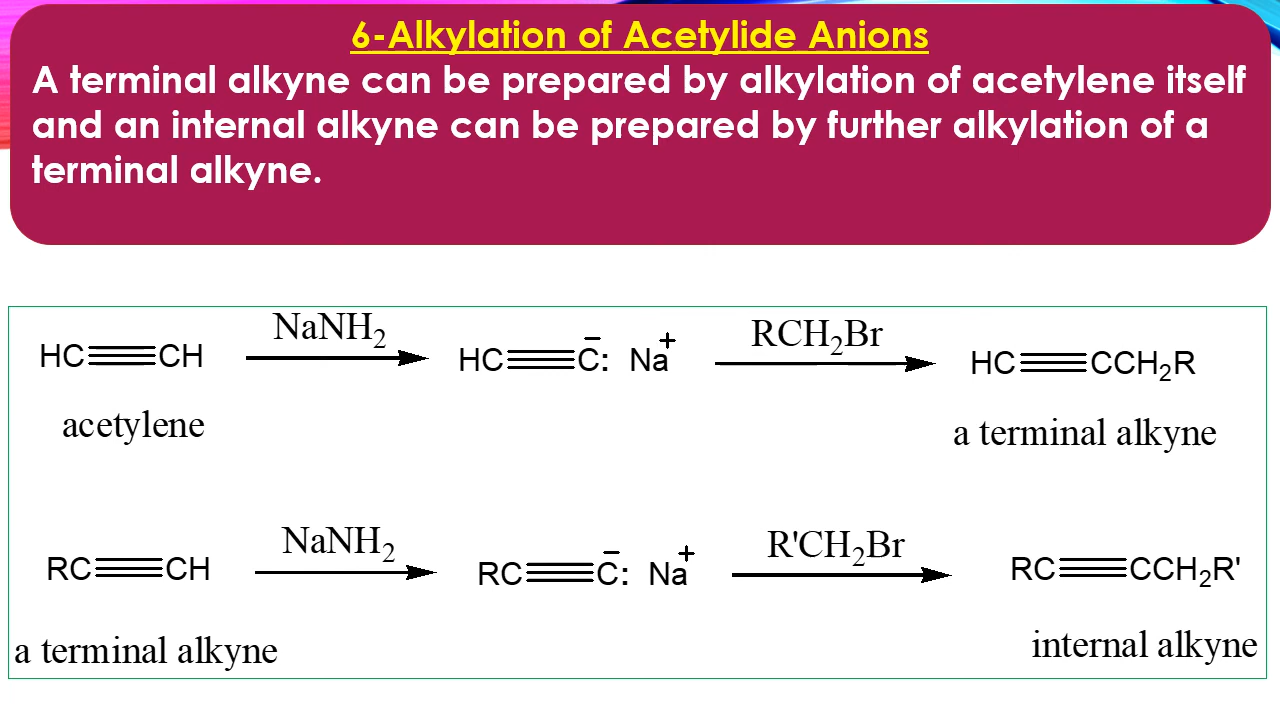 6-Alkylation of Acetylide Anions
A terminal alkyne can be prepared by alkylation of acetylene itself
and an internal alkyne can be prepared by further alkylation of a
terminal alkyne.
HC≡CH NaNH₂ HC≡C̅: Na⁺ RCH₂Br HC≡CCH₂R
acetylene a terminal alkyne
RC≡CH NaNH₂ RC≡C̅: Na⁺ R'CH₂Br RC≡CCH₂R'
a terminal alkyne internal alkyne